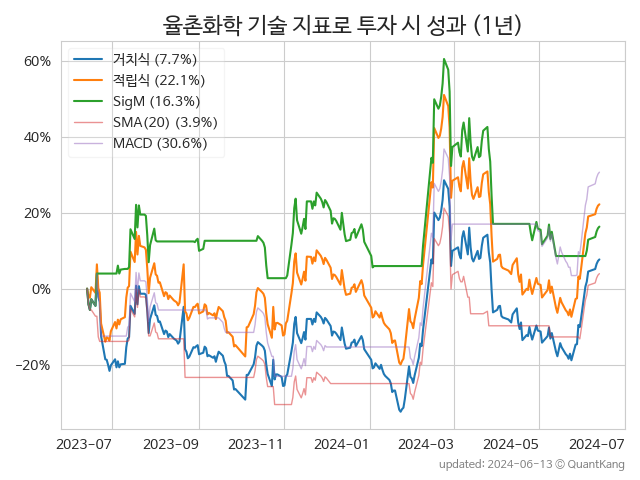 율촌화학 기술 지표로 투자 시 성과 (1년)
거치식 (7.7%)
적립식 (22.1%)
SigM (16.3%)
SMA(20) (3.9%)
MACD (30.6%)
60%
40%
20%
0%
−20%
2023−07 2023−09 2023−11 2024−01 2024−03 2024−05 2024−07
updated: 2024−06−13 ⓒ QuantKang